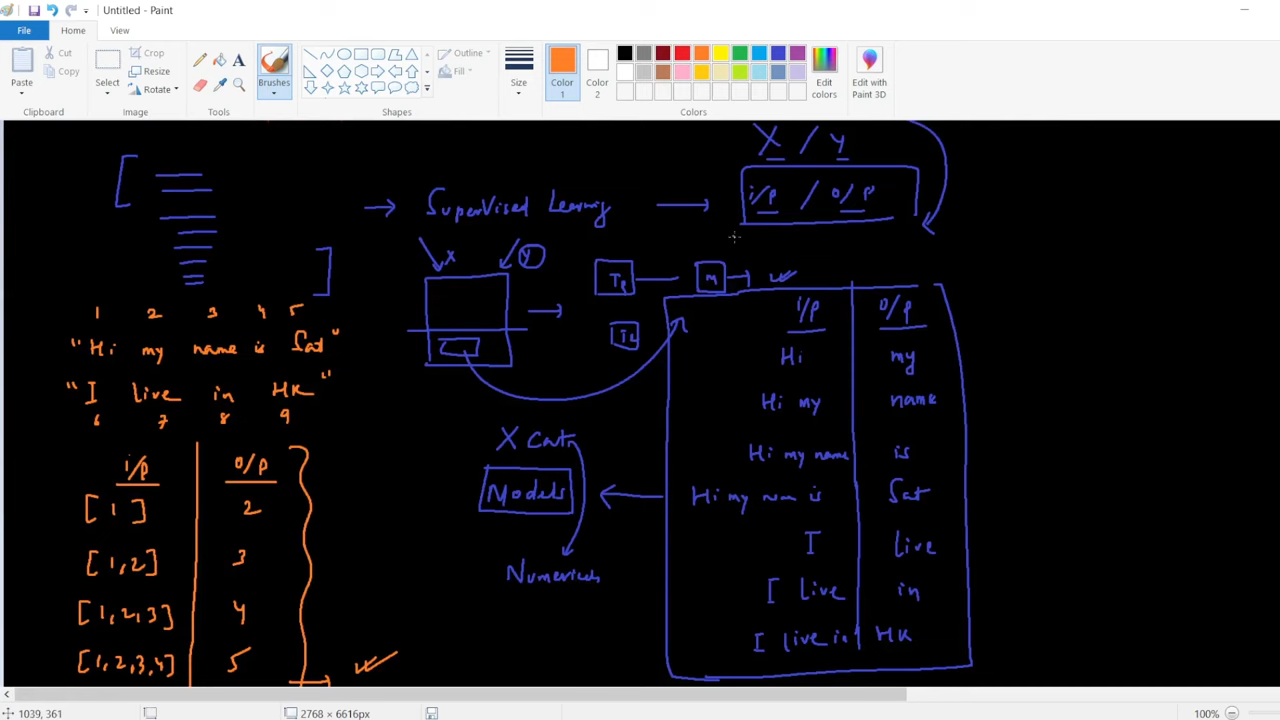 Untitled - Paint
File Home View
Paste
Cut
Copy
Clipboard
Select
Crop
Resize
Rotate
Image
Tools
Brushes
Shapes
Outline
Fill
Size
Color 1
Color 2
Colors
Edit colors
Edit with Paint 3D
X / Y
→ SuperVised Learning → i/p / o/p
X Y
Tr m
1 2 3 4 5
"Hi my name is Sat"
"I live in HK"
6 7 8 9
i/p o/p
[1] 2
[1,2] 3
[1,2,3] 4
[1,2,3,4] 5
X Cat
Models
Numerical
i/p o/p
Hi my
Hi my name
Hi my name is
Hi my nam is Sat
I live
I live in
I live in HK
1039, 361
2768 × 6616px
100%